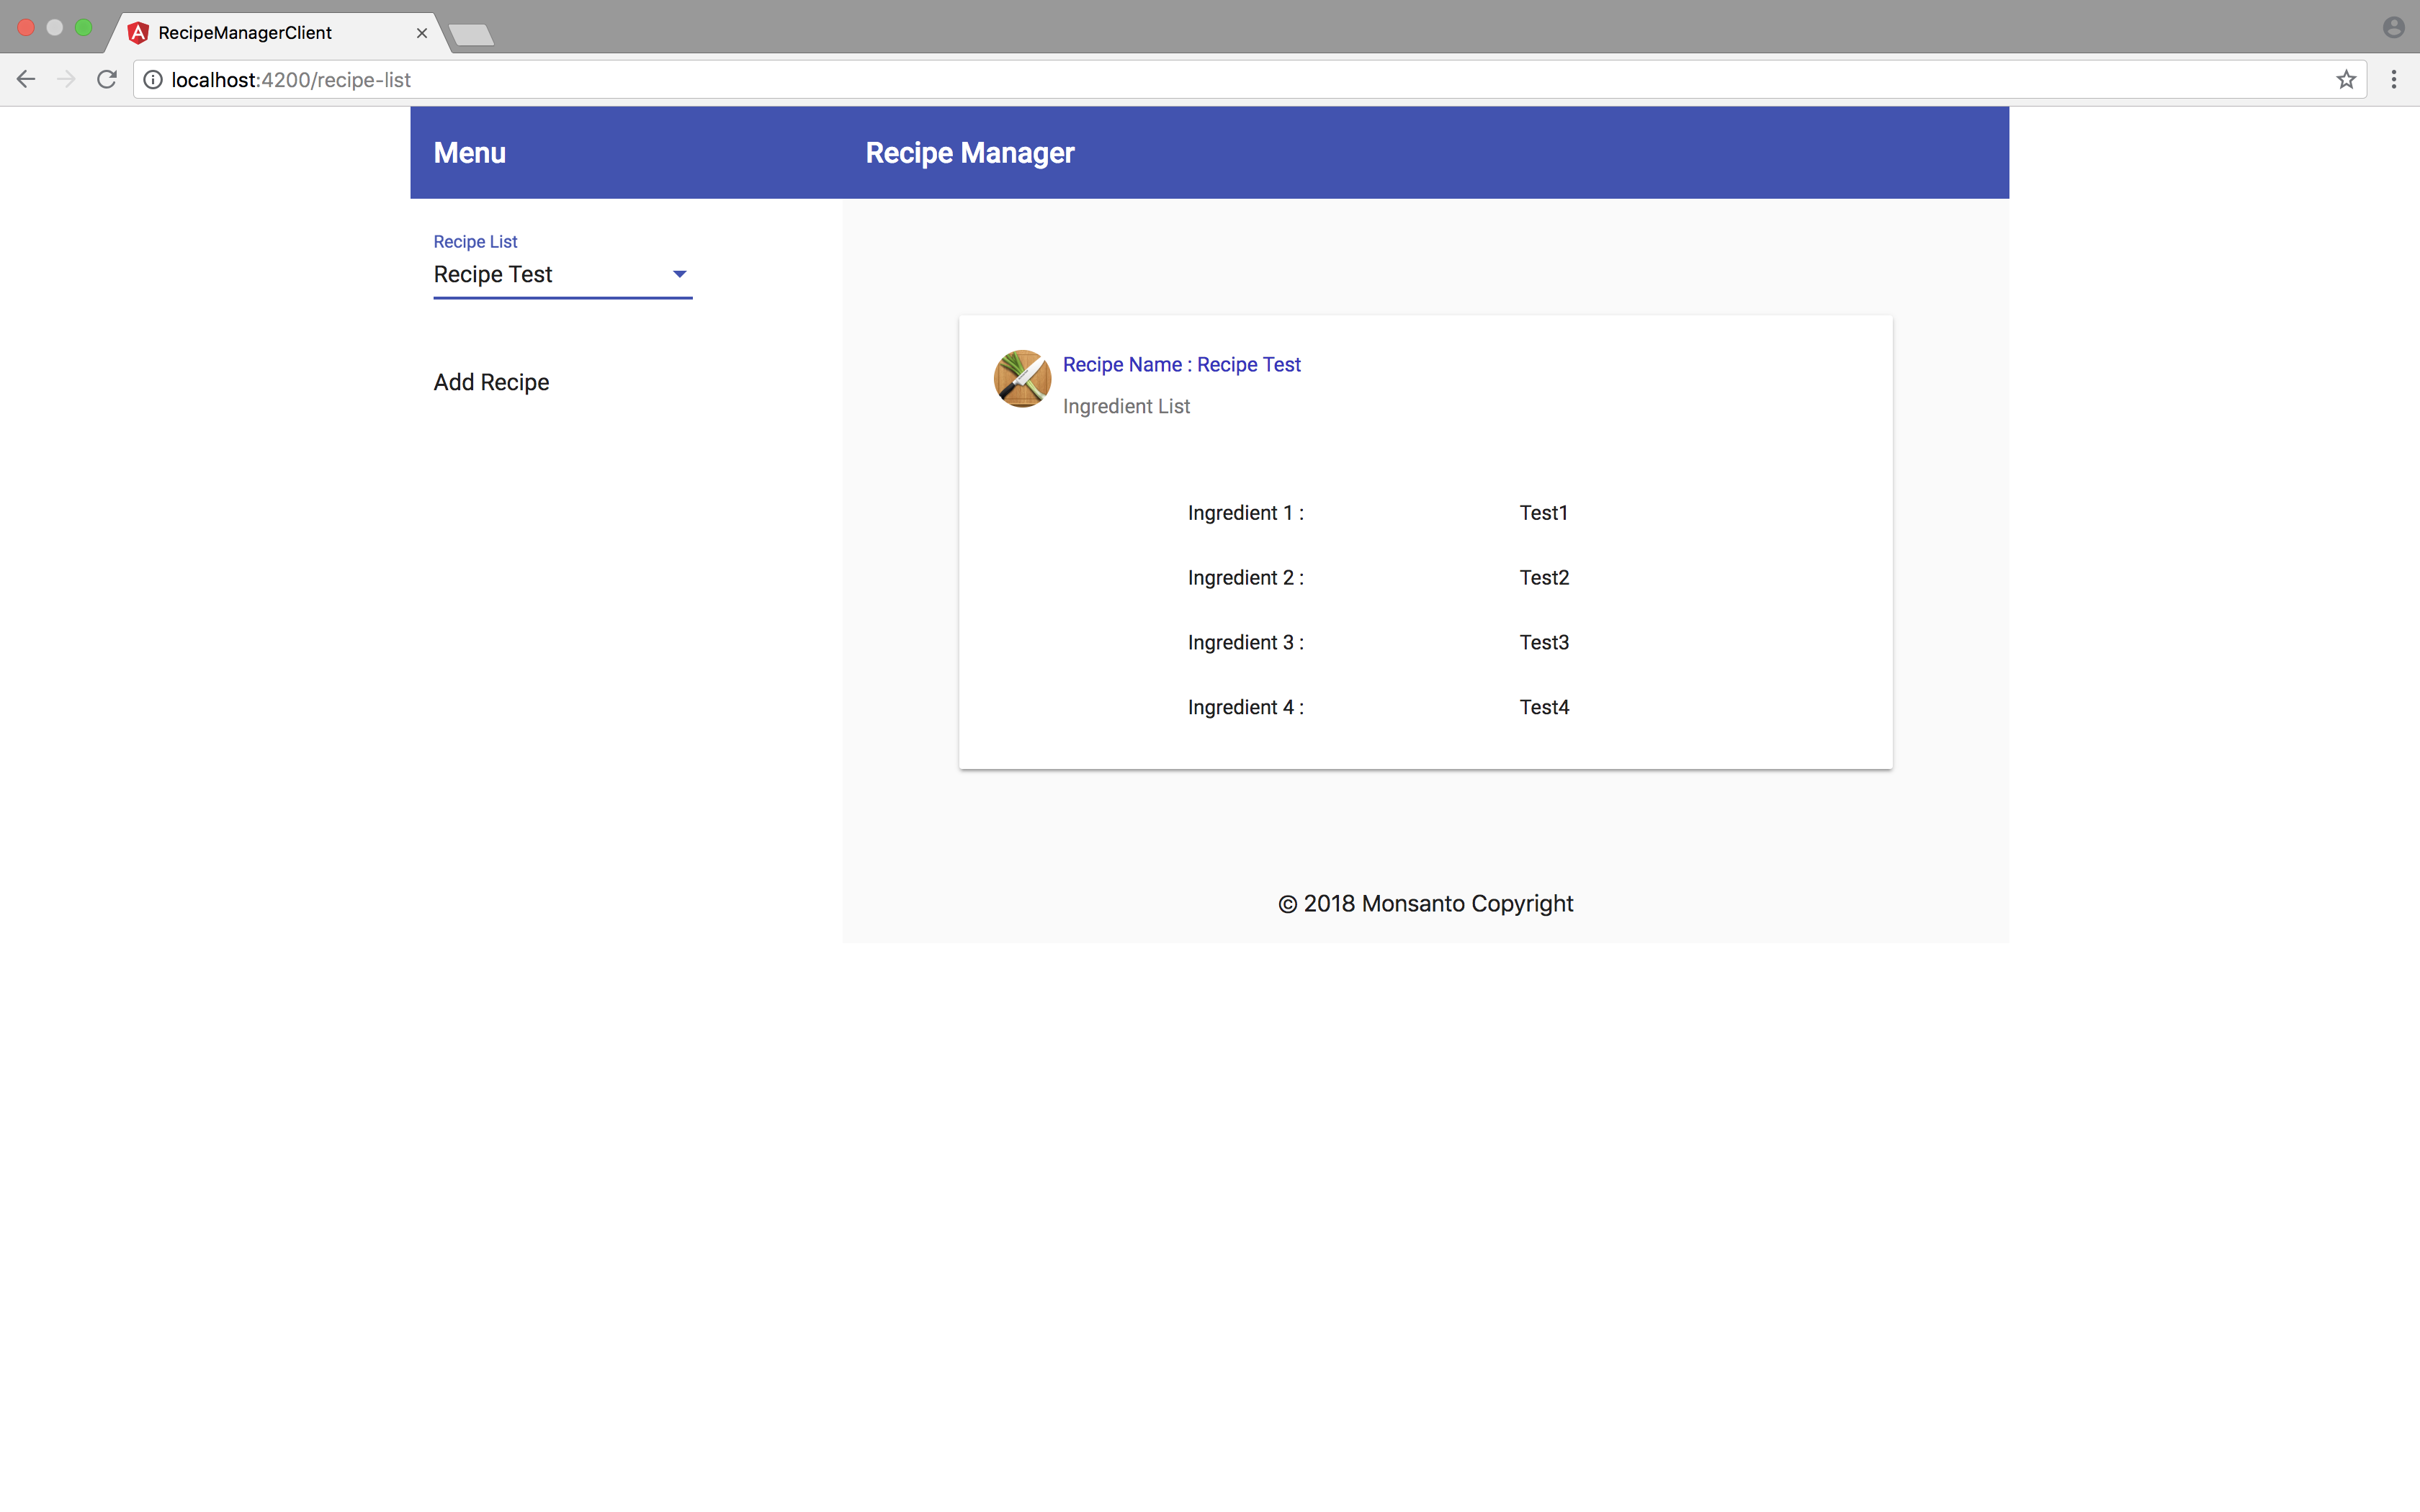 RecipeManagerClient
localhost:4200/recipe-list
Menu
Recipe Manager
Recipe List
Recipe Test
Add Recipe
Recipe Name : Recipe Test
Ingredient List
Ingredient 1 : Test1
Ingredient 2 : Test2
Ingredient 3 : Test3
Ingredient 4 : Test4
© 2018 Monsanto Copyright